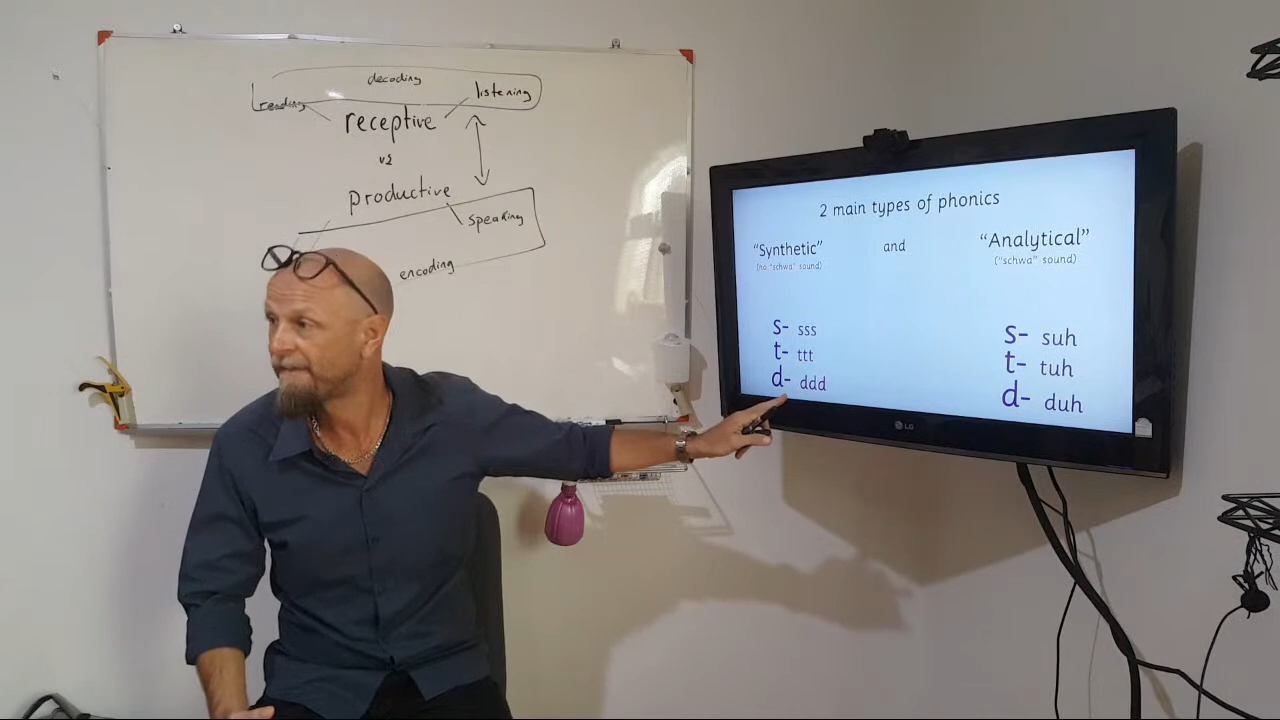 decoding
reading listening
receptive
vs
productive
speaking
encoding
2 main types of phonics
“Synthetic” and “Analytical”
(no “schwa” sound) (“schwa” sound)
s- sss
t- ttt
d- ddd
s- suh
t- tuh
d- duh
LG